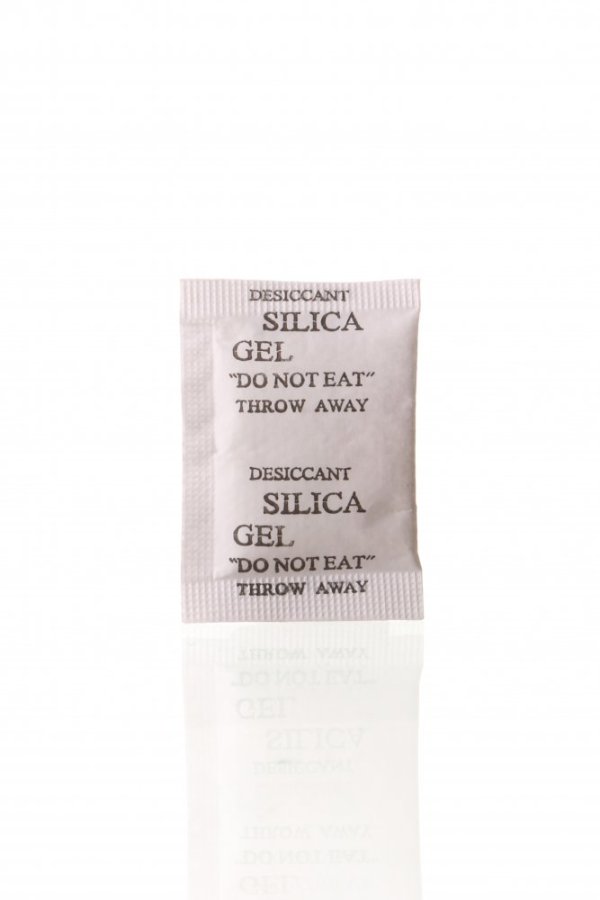 DESICCANT
SILICA
GEL
"DO NOT EAT"
THROW AWAY
DESICCANT
SILICA
GEL
"DO NOT EAT"
THROW AWAY